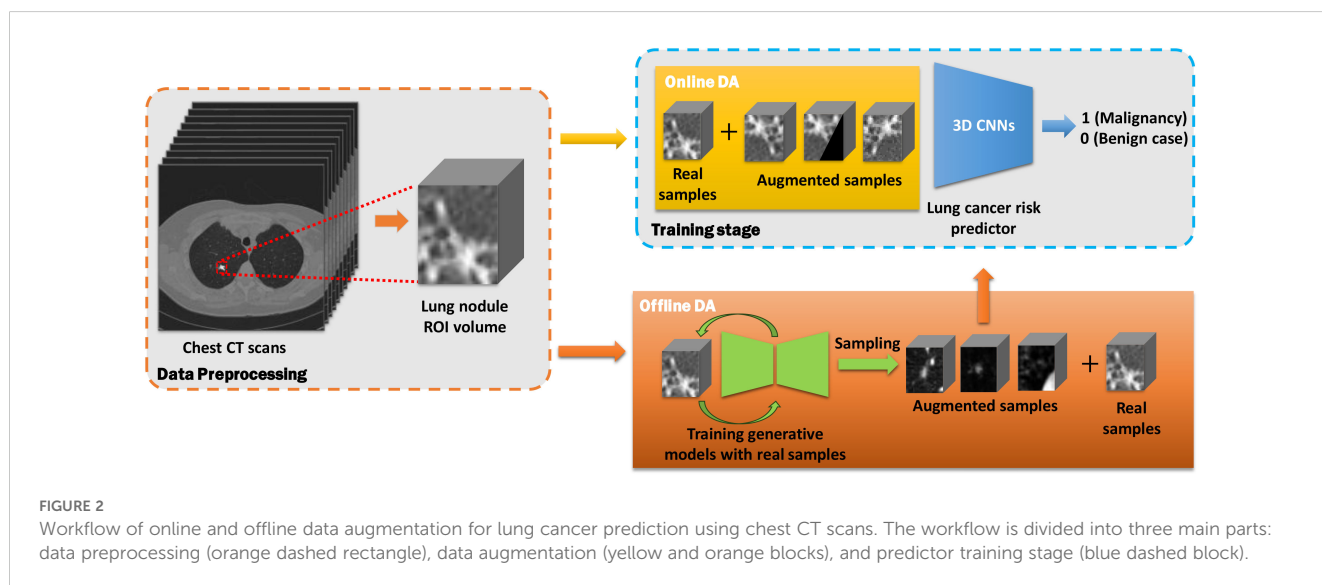 Chest CT scans
Data Preprocessing
Lung nodule
ROI volume
Online DA
+
Real
samples
Augmented samples
Training stage
3D CNNs
Lung cancer risk
predictor
1 (Malignancy)
0 (Benign case)
Offline DA
Training generative
models with real samples
Sampling
Augmented samples
+
Real
samples
FIGURE 2
Workflow of online and offline data augmentation for lung cancer prediction using chest CT scans. The workflow is divided into three main parts:
data preprocessing (orange dashed rectangle), data augmentation (yellow and orange blocks), and predictor training stage (blue dashed block).